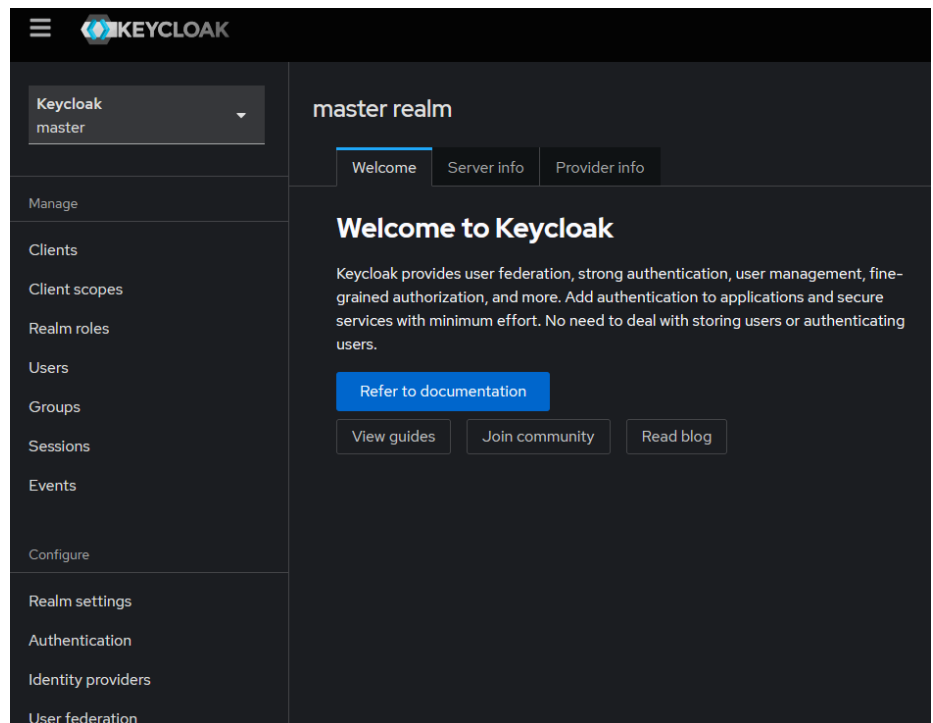 KEYCLOAK
Keycloak
master
Manage
Clients
Client scopes
Realm roles
Users
Groups
Sessions
Events
Configure
Realm settings
Authentication
Identity providers
User federation
master realm
Welcome
Server info
Provider info
Welcome to Keycloak
Keycloak provides user federation, strong authentication, user management, fine-
grained authorization, and more. Add authentication to applications and secure
services with minimum effort. No need to deal with storing users or authenticating
users.
Refer to documentation
View guides
Join community
Read blog